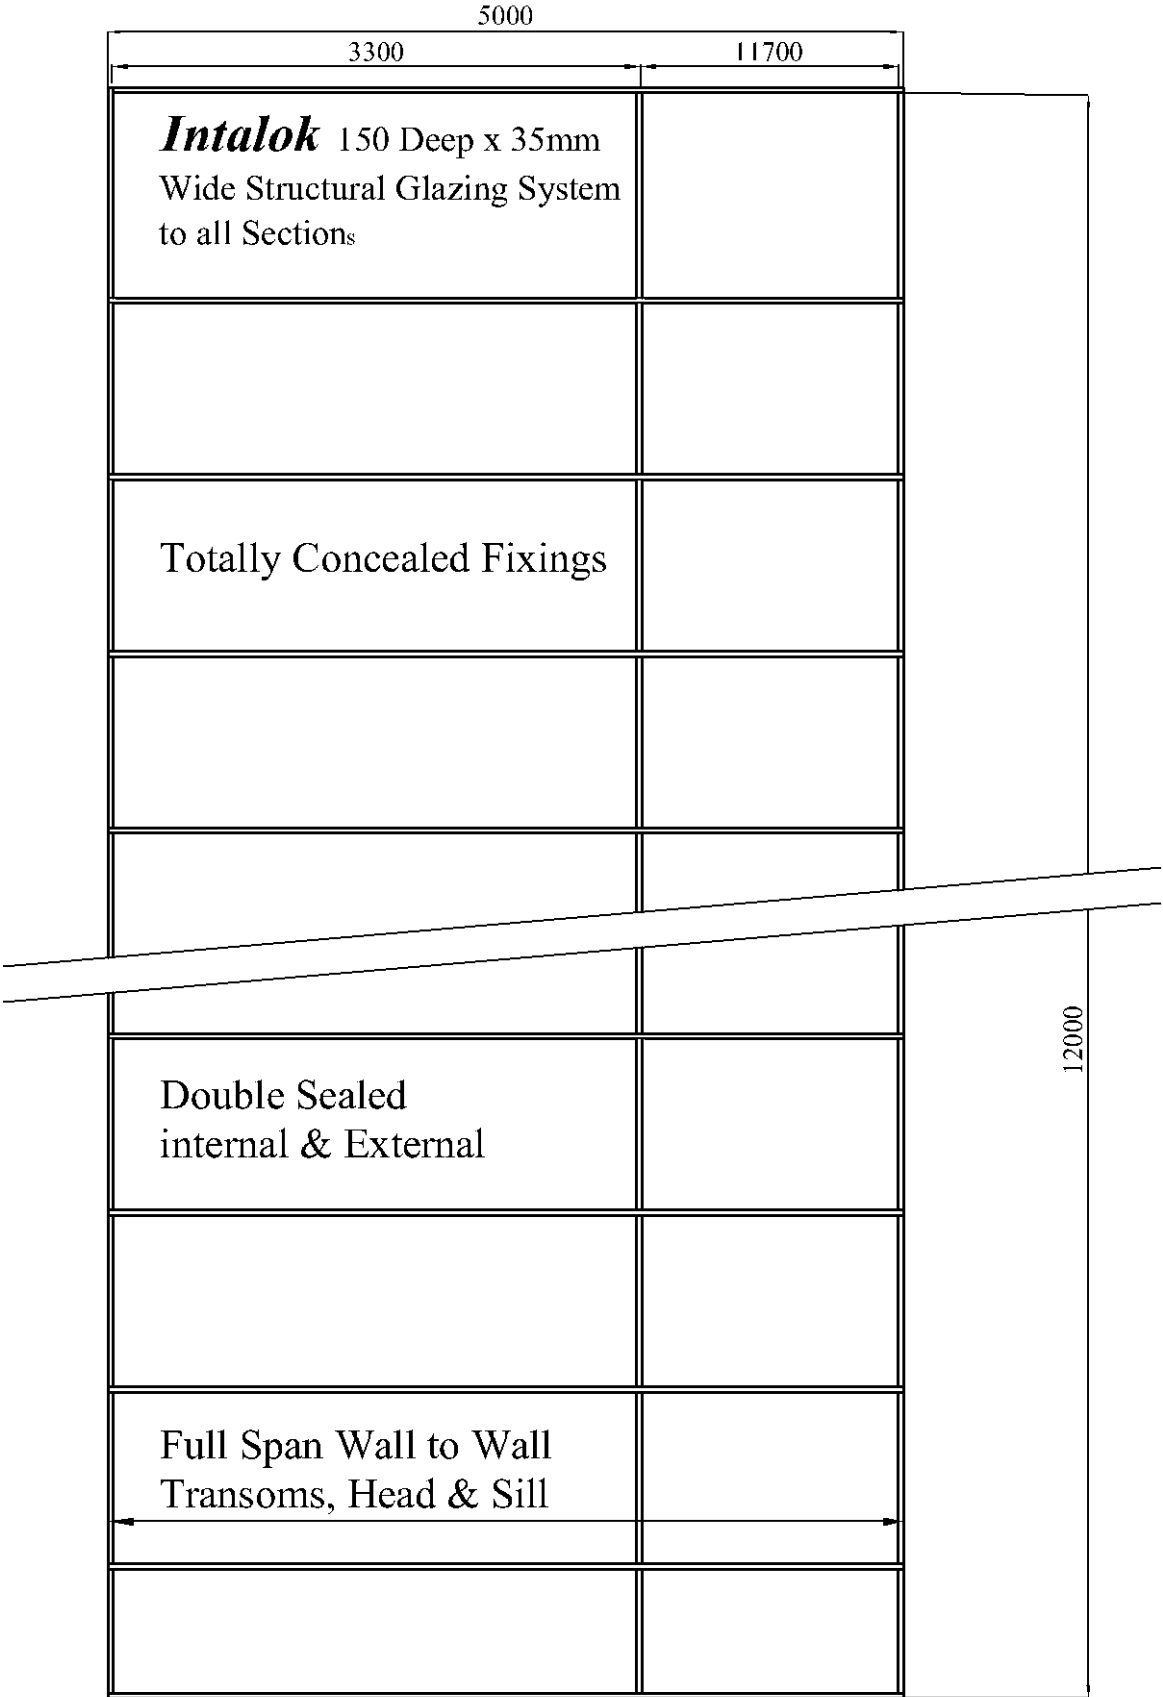 5000
3300 11700
Intalok 150 Deep x 35mm
Wide Structural Glazing System
to all Sections
Totally Concealed Fixings
12000
Double Sealed
internal & External
Full Span Wall to Wall
Transoms, Head & Sill